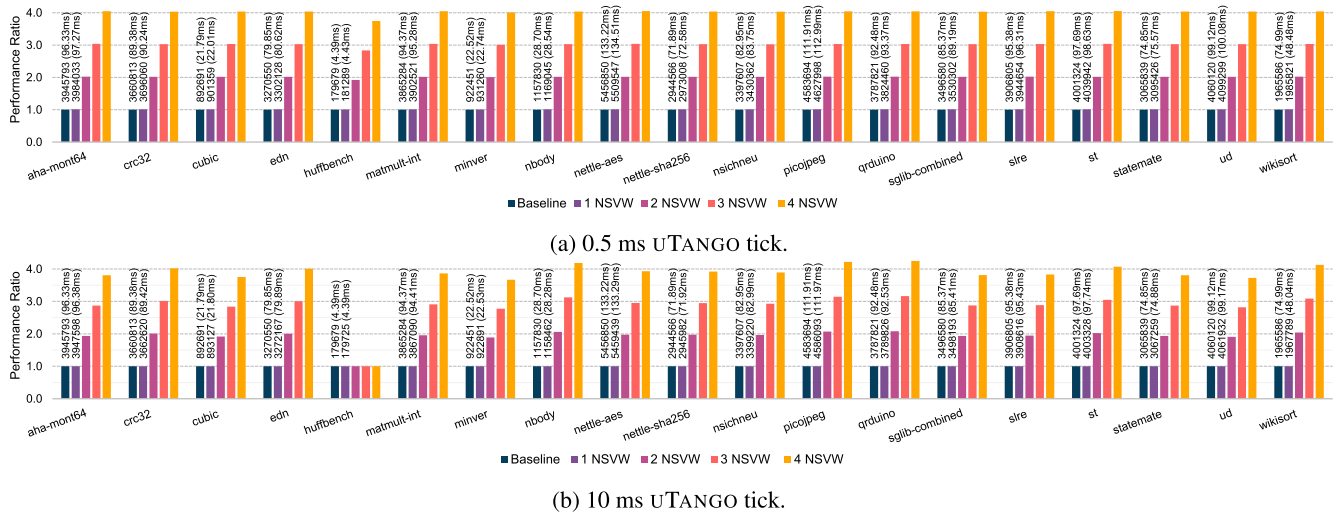 Performance Ratio
4.0
3.0
2.0
1.0
0.0
3945793 (96.33ms)
3984033 (97.27ms)
3660813 (89.38ms)
3696060 (90.24ms)
892691 (21.79ms)
901359 (22.01ms)
3270550 (79.85ms)
3302128 (80.62ms)
179679 (4.39ms)
181289 (4.43ms)
3865284 (94.37ms)
3902521 (95.28ms)
922451 (22.52ms)
931260 (22.74ms)
1157830 (28.70ms)
1169045 (28.54ms)
5456850 (133.22ms)
5509547 (134.51ms)
2944566 (71.89ms)
2973008 (72.58ms)
3397607 (82.95ms)
3430362 (83.75ms)
4583694 (111.91ms)
4627998 (112.99ms)
3787821 (92.48ms)
3824460 (93.37ms)
3496580 (85.37ms)
3530302 (89.19ms)
3906805 (95.38ms)
3944654 (96.31ms)
4001324 (97.69ms)
4039942 (98.63ms)
3065839 (74.85ms)
3095426 (75.57ms)
4060120 (99.12ms)
4099299 (100.08ms)
1965586 (74.99ms)
1985821 (48.48ms)
aha-mont64 crc32 cubic edn huffbench matmult-int minver nbody nettle-aes nettle-sha256 nsichneu picojpeg qrduino sglib-combined slre st statemate ud wikisort
Baseline 1 NSVW 2 NSVW 3 NSVW 4 NSVW
(a) 0.5 ms UTANGO tick.
Performance Ratio
4.0
3.0
2.0
1.0
0.0
3945793 (96.33ms)
3947598 (96.38ms)
3660813 (89.38ms)
3662620 (89.42ms)
892691 (21.79ms)
893127 (21.80ms)
3270550 (79.85ms)
3272167 (79.89ms)
179679 (4.39ms)
179725 (4.39ms)
3865284 (94.37ms)
3867090 (94.41ms)
922451 (22.52ms)
922891 (22.53ms)
1157830 (28.70ms)
1158462 (28.28ms)
5456850 (133.22ms)
5459439 (133.29ms)
2944566 (71.89ms)
2945982 (71.92ms)
3397607 (82.95ms)
3399220 (82.99ms)
4583694 (111.91ms)
4586093 (111.97ms)
3787821 (92.48ms)
3789826 (92.53ms)
3496580 (85.37ms)
3498193 (85.41ms)
3906805 (95.38ms)
3908616 (95.43ms)
4001324 (97.69ms)
4003328 (97.74ms)
3065839 (74.85ms)
3067259 (74.88ms)
4060120 (99.12ms)
4061932 (99.17ms)
1965586 (74.99ms)
1967789 (48.04ms)
aha-mont64 crc32 cubic edn huffbench matmult-int minver nbody nettle-aes nettle-sha256 nsichneu picojpeg qrduino sglib-combined slre st statemate ud wikisort
Baseline 1 NSVW 2 NSVW 3 NSVW 4 NSVW
(b) 10 ms UTANGO tick.